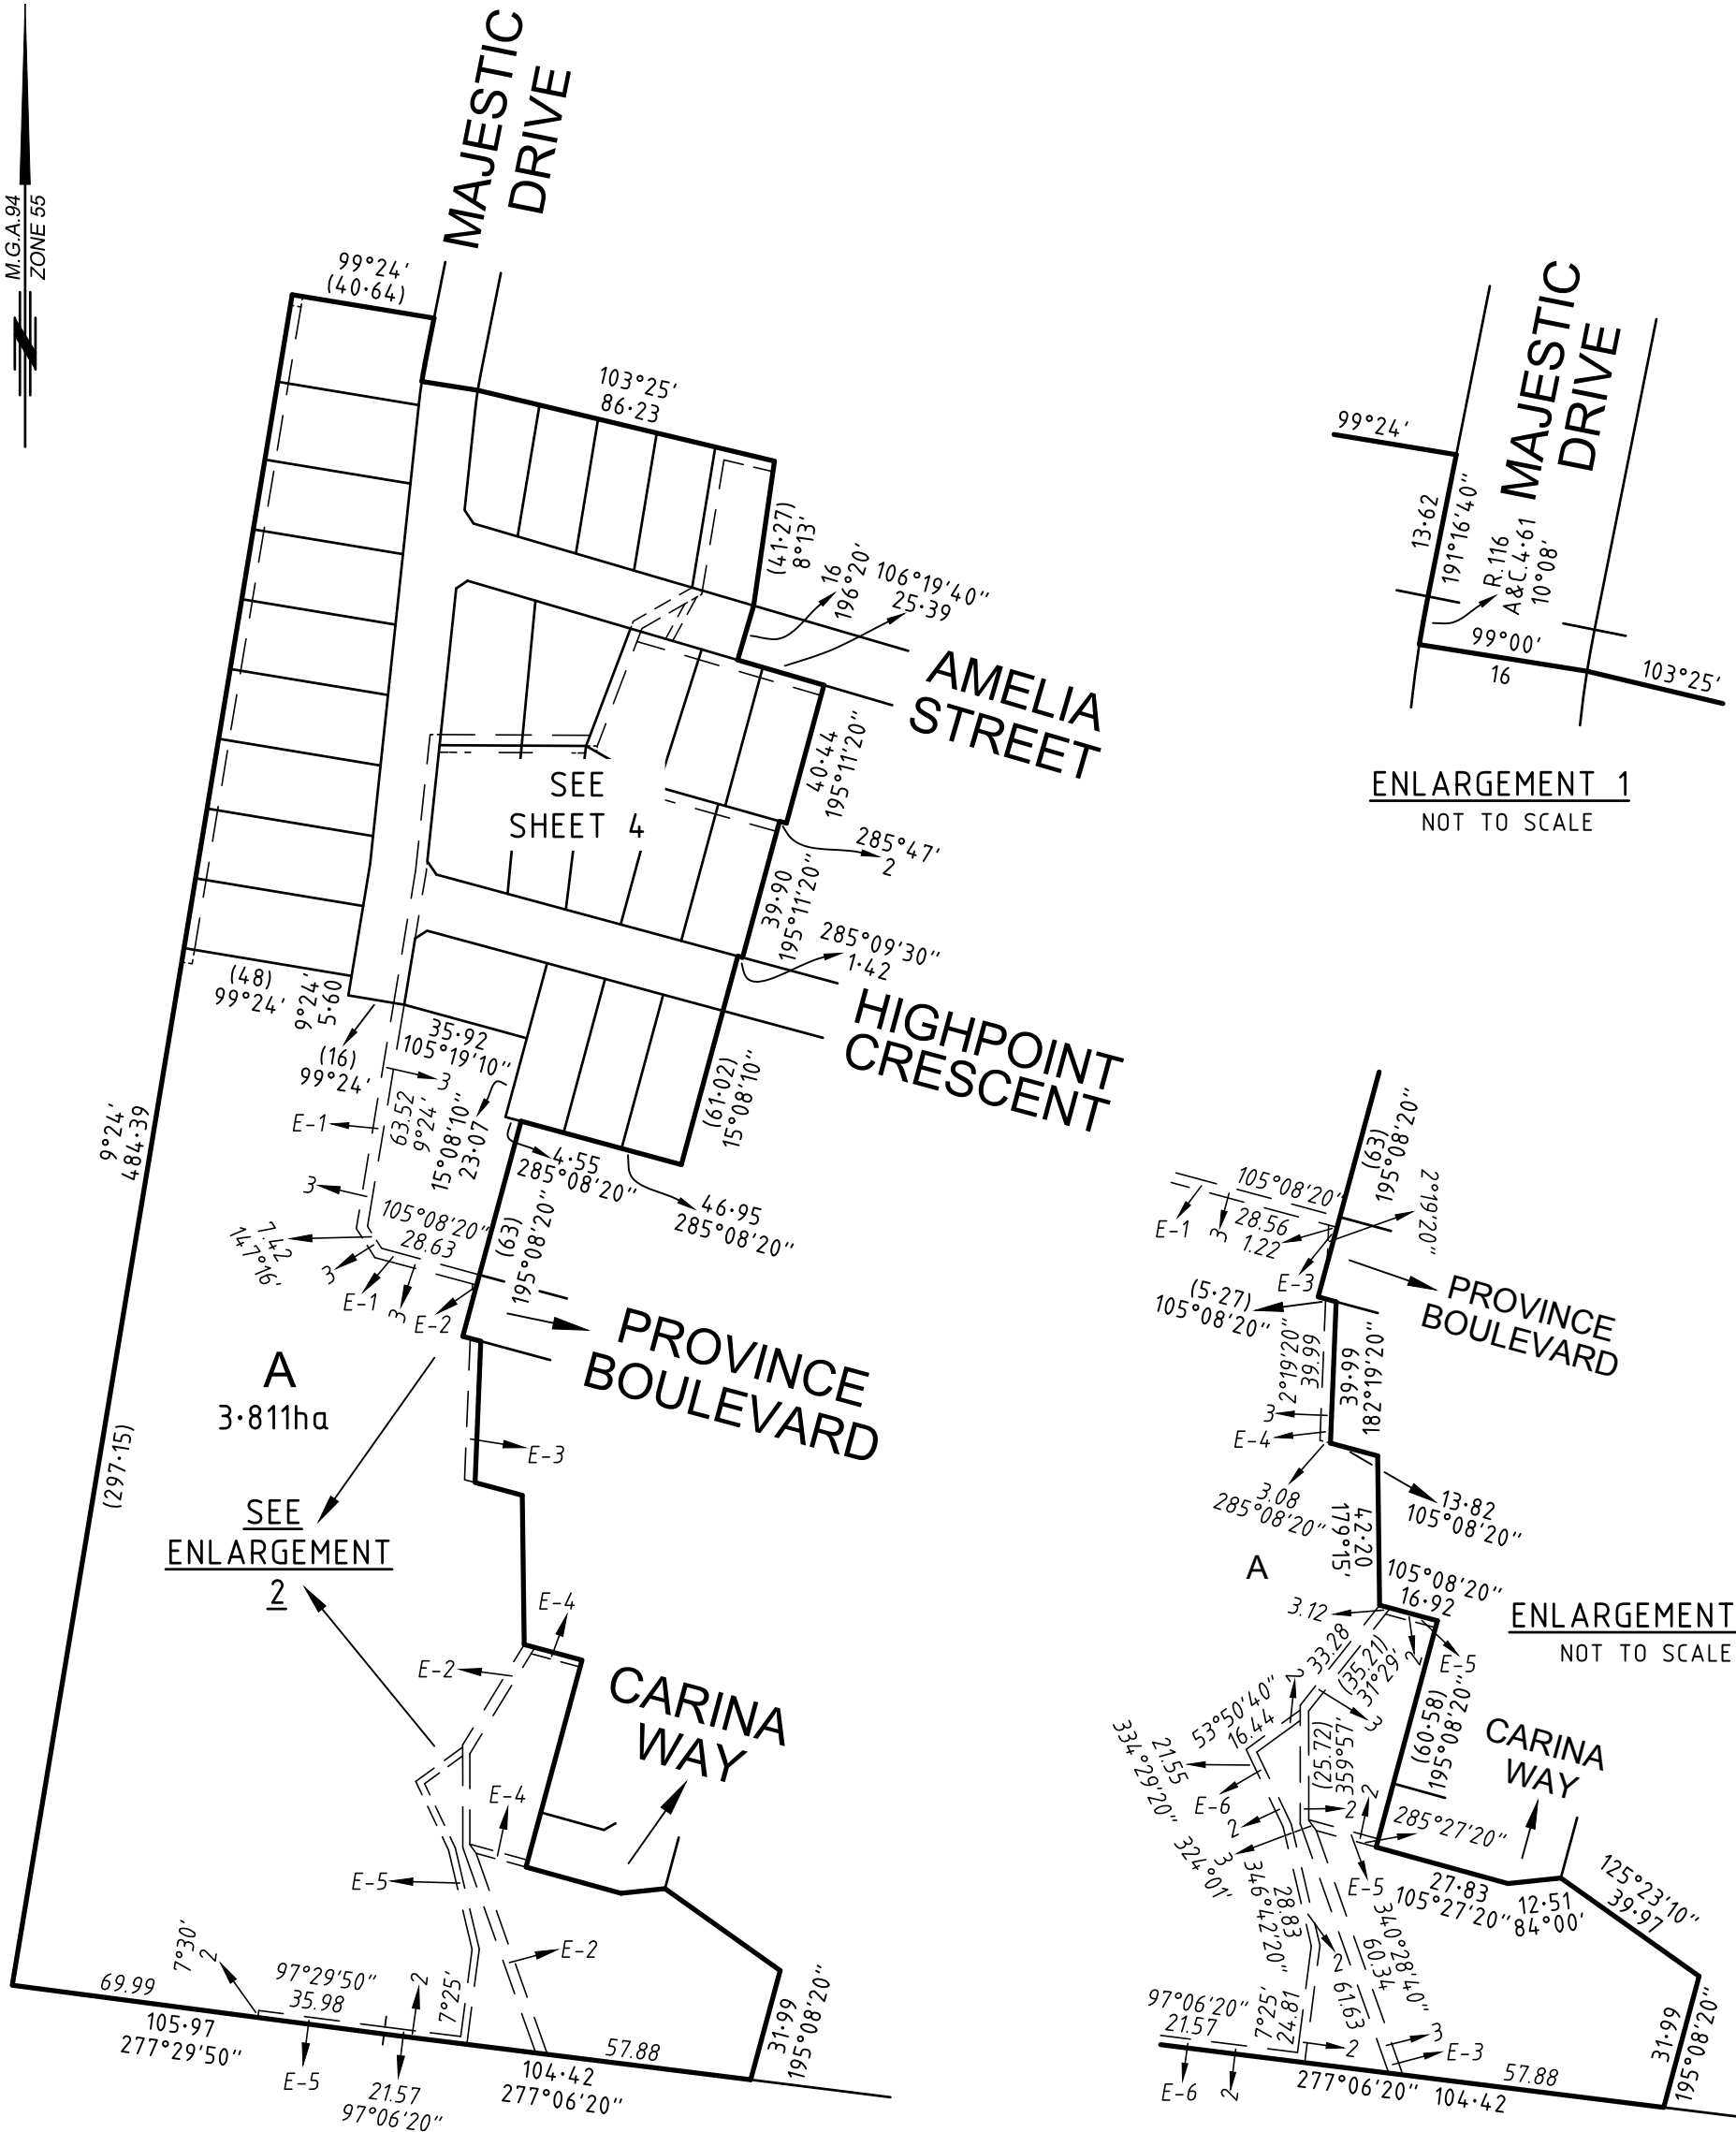 M.G.A.94
ZONE 55
MAJESTIC
DRIVE
99°24'
(40·64)
103°25'
86·23
(41·27)
8°13'
16
196°20'
106°19'40"
25·39
AMELIA
STREET
40·44
195°11'20"
285°47'
2
39·90
195°11'20"
285°09'30"
1·42
HIGHPOINT
CRESCENT
SEE
SHEET 4
(48)
99°24'
9°24'
5·60
(16)
99°24'
35·92
105°19'10"
3
63.52
9°24'
E-1
15°08'10"
23·07
(61·02)
15°08'10"
4·55
285°08'20"
46·95
285°08'20"
9°24'
484·39
3
105°08'20"
28.63
7.42
147°16'
3
E-1
3
E-2
(63)
195°08'20"
PROVINCE
BOULEVARD
A
3·811ha
E-3
(297·15)
SEE
ENLARGEMENT
2
E-4
E-2
CARINA
WAY
E-4
E-5
E-2
7°30'
2
97°29'50"
35.98
2
7°25'
69.99
105·97
277°29'50"
E-5
21.57
97°06'20"
57.88
104·42
277°06'20"
31·99
195°08'20"
MAJESTIC
DRIVE
99°24'
13·62
191°16'40"
R.116
A&C.4·61
10°08'
99°00'
16
103°25'
ENLARGEMENT 1
NOT TO SCALE
(63)
195°08'20"
105°08'20"
28.56
2°19'20"
E-1
3
1.22
E-3
(5·27)
105°08'20"
PROVINCE
BOULEVARD
2°19'20"
39.99
39·99
182°19'20"
3
E-4
3.08
285°08'20"
13·82
105°08'20"
42·20
179°15'
A
105°08'20"
16·92
ENLARGEMENT
NOT TO SCALE
3.12
33.28
(35.21)
31°29'
2
E-5
2
53°50'40"
16.44
3
(60·58)
195°08'20"
CARINA
WAY
21.55
334°29'20"
(25.72)
359°57'
E-6
2
2
2
285°27'20"
3
324°01'
28.83
346°42'20"
E-5
27·83
105°27'20"
12·51
84°00'
125°23'10"
39·97
340°28'40"
60.34
2
61.63
97°06'20"
21.57
7°25'
24.81
3
2
E-3
E-6
2
277°06'20" 104·42
57.88
31·99
195°08'20"